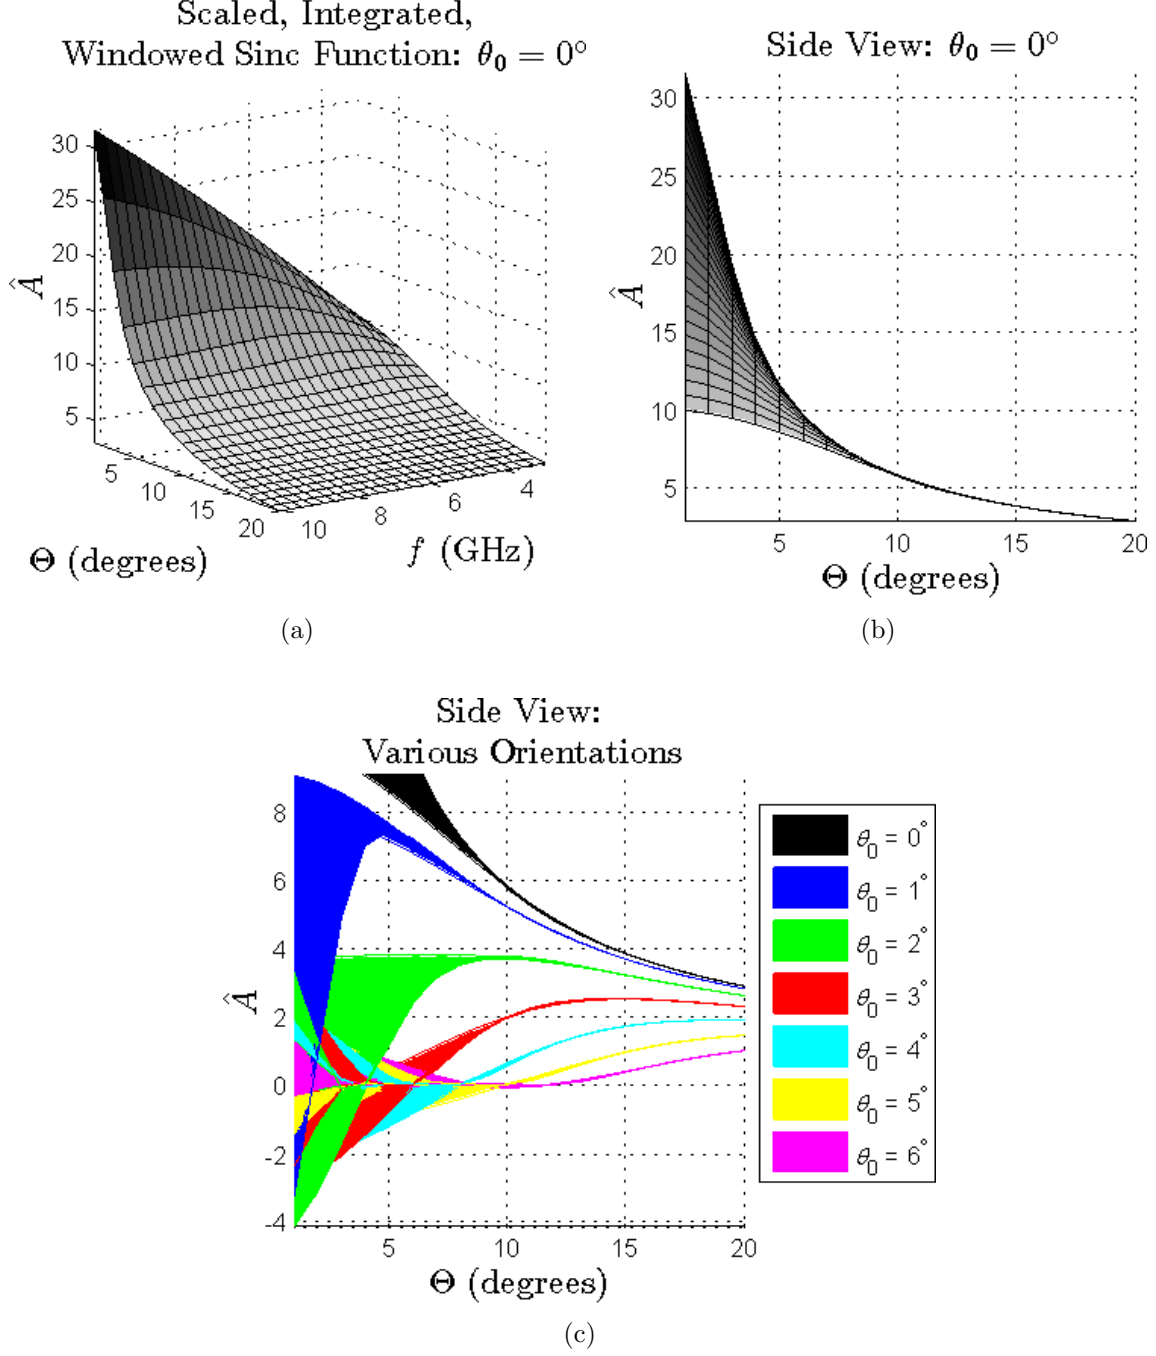 Scaled, Integrated,
Windowed Sinc Function: θ₀ = 0°
30
25
20
15
10
5
Â
5
10
15
20
10
8
6
4
Θ (degrees)
f (GHz)
(a)
Side View: θ₀ = 0°
30
25
20
15
10
5
Â
5
10
15
20
Θ (degrees)
(b)
Side View:
Various Orientations
8
6
4
2
0
-2
-4
Â
5
10
15
20
Θ (degrees)
θ₀ = 0°
θ₀ = 1°
θ₀ = 2°
θ₀ = 3°
θ₀ = 4°
θ₀ = 5°
θ₀ = 6°
(c)